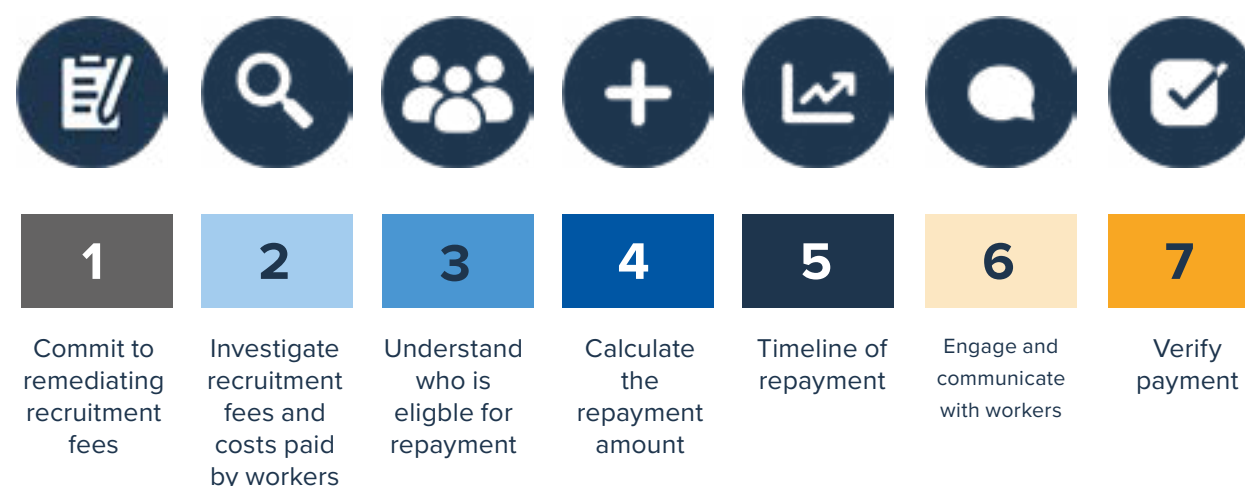 1
2
3
4
5
6
7
Commit to
remediating
recruitment
fees
Investigate
recruitment
fees and
costs paid
by workers
Understand
who is
eligble for
repayment
Calculate
the
repayment
amount
Timeline of
repayment
Engage and
communicate
with workers
Verify
payment